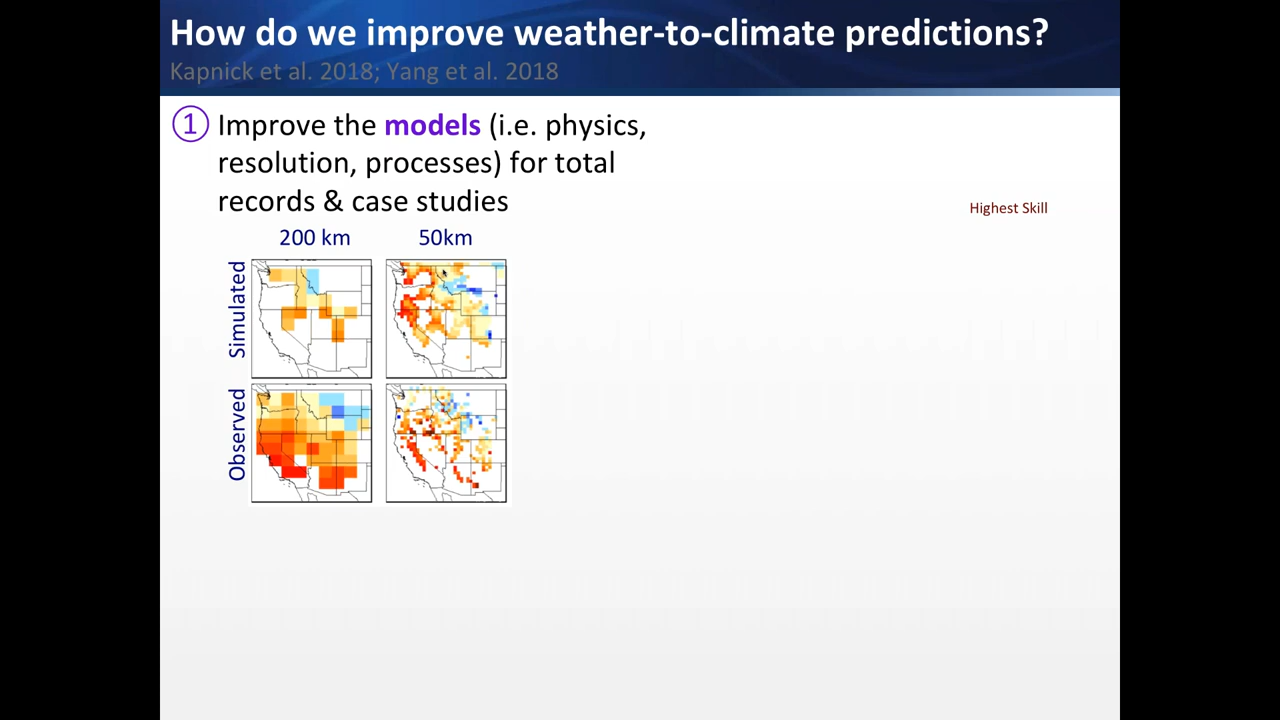 How do we improve weather-to-climate predictions?
Kapnick et al. 2018; Yang et al. 2018
① Improve the models (i.e. physics,
resolution, processes) for total
records & case studies
Highest Skill
200 km
50km
Simulated
Observed